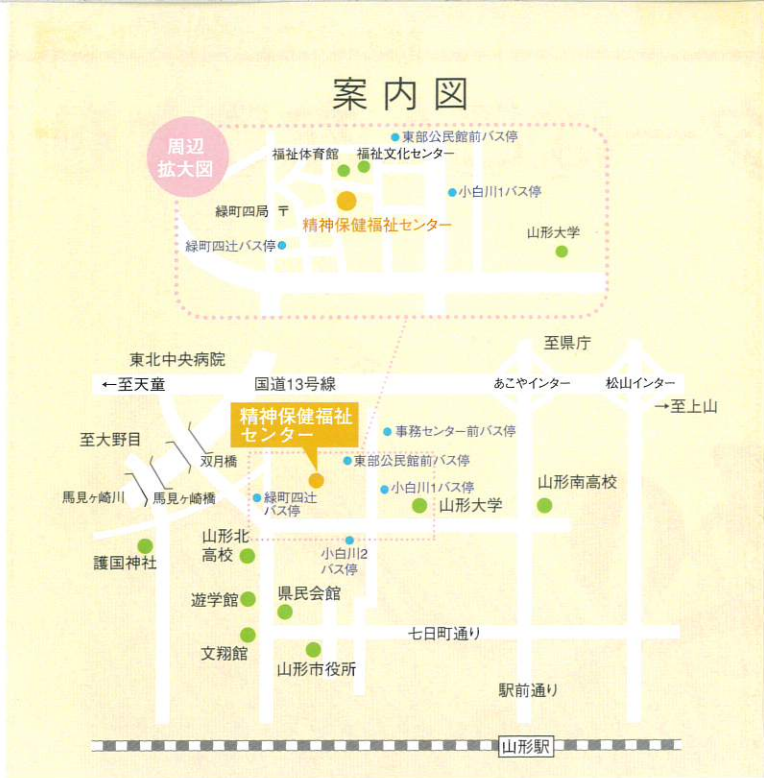 案内図
周辺
拡大図
東部公民館前バス停
福祉体育館
福祉文化センター
小白川1バス停
緑町四局 〒
精神保健福祉センター
山形大学
緑町四辻バス停
至県庁
東北中央病院
←至天童
国道13号線
あこやインター
松山インター
→至上山
精神保健福祉
センター
事務センター前バス停
至大野目
双月橋
東部公民館前バス停
小白川1バス停
山形南高校
馬見ヶ崎川
馬見ヶ崎橋
緑町四辻
バス停
山形大学
山形北
高校
護国神社
小白川2
バス停
遊学館
県民会館
七日町通り
文翔館
山形市役所
駅前通り
山形駅